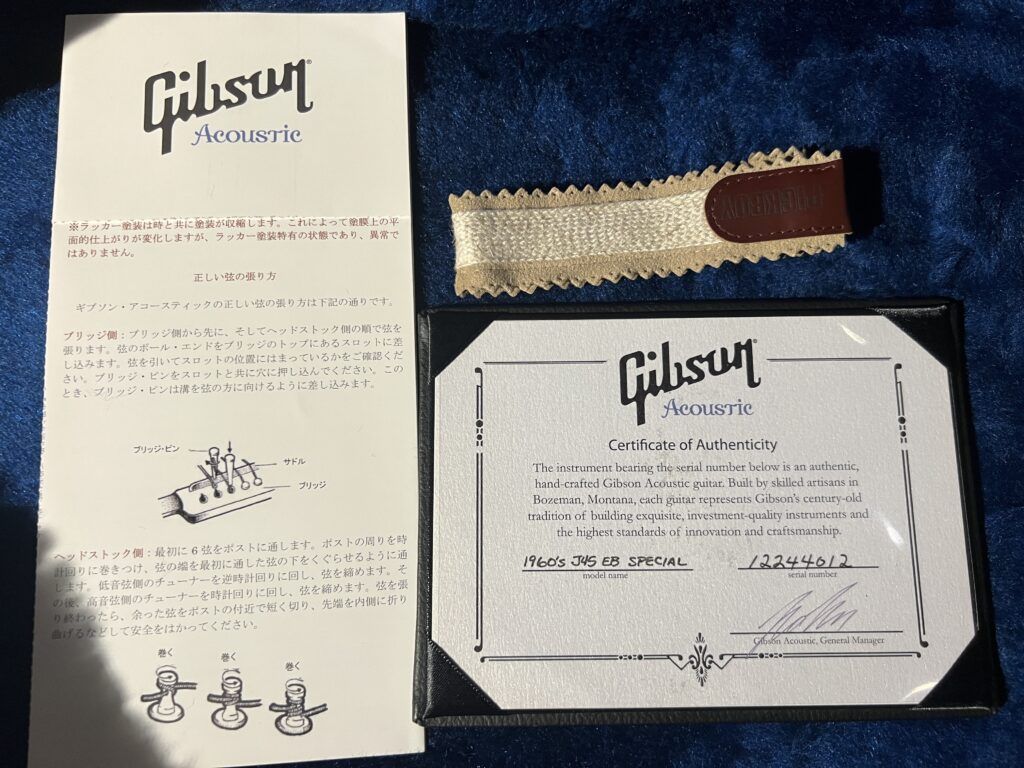 Gibson®
Acoustic
※ラッカー塗装は時と共に塗装が収縮します。これによって塗膜上の平
面的仕上がりが変化しますが、ラッカー塗装特有の状態であり、異常で
はありません。
正しい弦の張り方
ギブソン・アコースティックの正しい弦の張り方は下記の通りです。
ブリッジ側：ブリッジ側から先に、そしてヘッドストック側の順で弦を
張ります。弦のボール・エンドをブリッジのトップにあるスロットに差
し込みます。弦を引いてスロットの位置にはまっているかをご確認くだ
さい。ブリッジ・ピンをスロットと共に穴に押し込んでください。この
とき、ブリッジ・ピンは溝を弦の方に向けるように差し込みます。
ブリッジ・ピン
サドル
ブリッジ
ヘッドストック側：最初に 6 弦をポストに通します。ポストの周りを時
計回りに巻きつけ、弦の端を最初に通した弦の下をくぐらせるように通
します。低音弦側のチューナーを逆時計回りに回し、弦を締めます。そ
の後、高音弦側のチューナーを時計回りに回し、弦を締めます。弦を張
り終わったら、余った弦をポストの付近で短く切り、先端を内側に折り
曲げるなどして安全をはかってください。
巻く
巻く
巻く
Gibson®
Acoustic
Certificate of Authenticity
The instrument bearing the serial number below is an authentic,
hand-crafted Gibson Acoustic guitar. Built by skilled artisans in
Bozeman, Montana, each guitar represents Gibson's century-old
tradition of building exquisite, investment-quality instruments and
the highest standards of innovation and craftsmanship.
1960's J45 EB SPECIAL
model name
12244012
serial number
Gibson Acoustic, General Manager